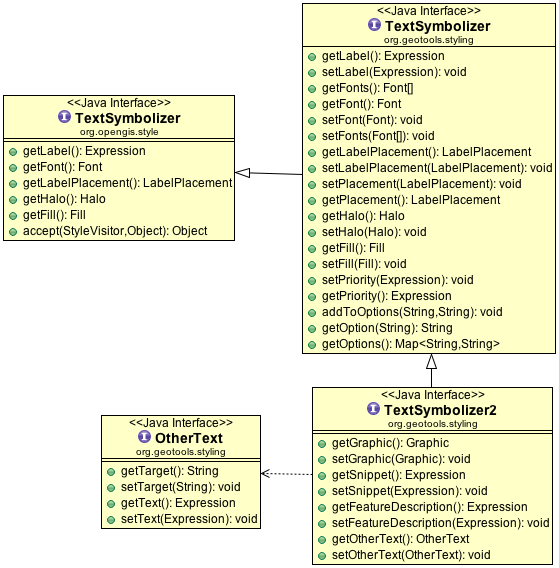 <<Java Interface>>
TextSymbolizer
org.geotools.styling
getLabel(): Expression
setLabel(Expression): void
getFonts(): Font[]
getFont(): Font
setFont(Font): void
setFonts(Font[]): void
getLabelPlacement(): LabelPlacement
setLabelPlacement(LabelPlacement): void
setPlacement(LabelPlacement): void
getPlacement(): LabelPlacement
getHalo(): Halo
setHalo(Halo): void
getFill(): Fill
setFill(Fill): void
setPriority(Expression): void
getPriority(): Expression
addToOptions(String,String): void
getOption(String): String
getOptions(): Map<String,String>
<<Java Interface>>
TextSymbolizer
org.opengis.style
getLabel(): Expression
getFont(): Font
getLabelPlacement(): LabelPlacement
getHalo(): Halo
getFill(): Fill
accept(StyleVisitor,Object): Object
<<Java Interface>>
TextSymbolizer2
org.geotools.styling
getGraphic(): Graphic
setGraphic(Graphic): void
getSnippet(): Expression
setSnippet(Expression): void
getFeatureDescription(): Expression
setFeatureDescription(Expression): void
getOtherText(): OtherText
setOtherText(OtherText): void
<<Java Interface>>
OtherText
org.geotools.styling
getTarget(): String
setTarget(String): void
getText(): Expression
setText(Expression): void